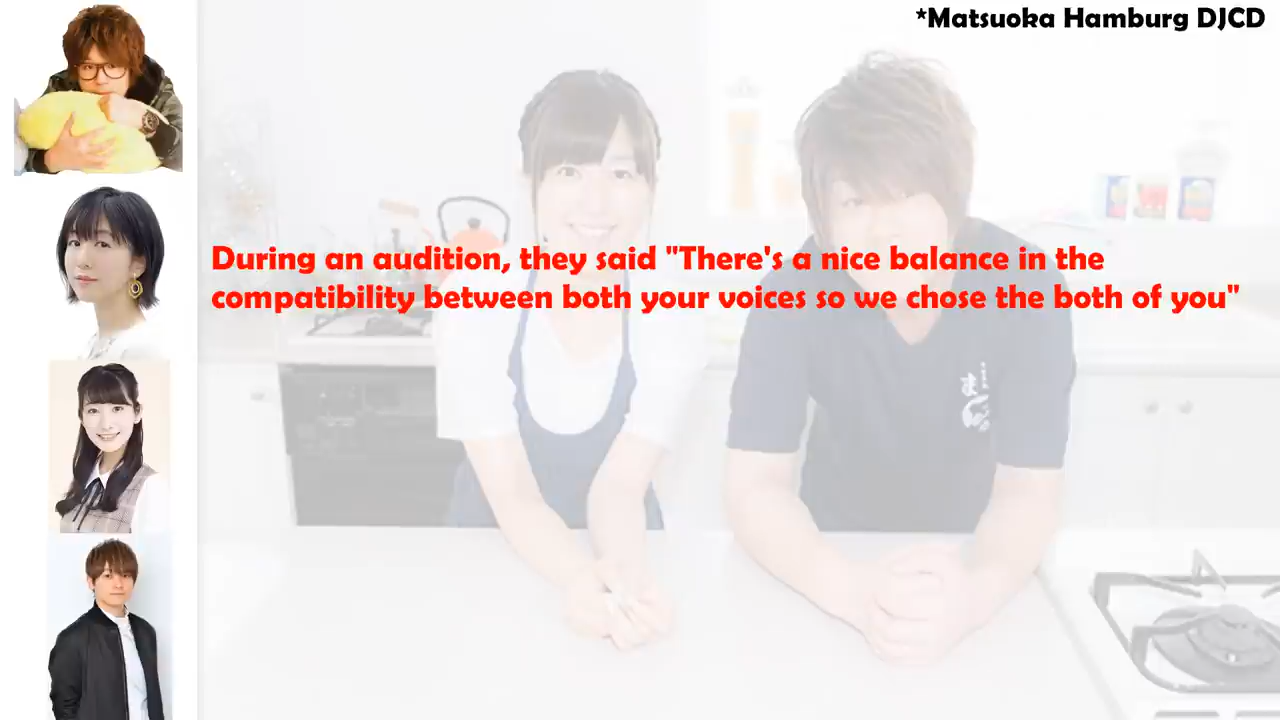 *Matsuoka Hamburg DJCD
During an audition, they said "There's a nice balance in the
compatibility between both your voices so we chose the both of you"